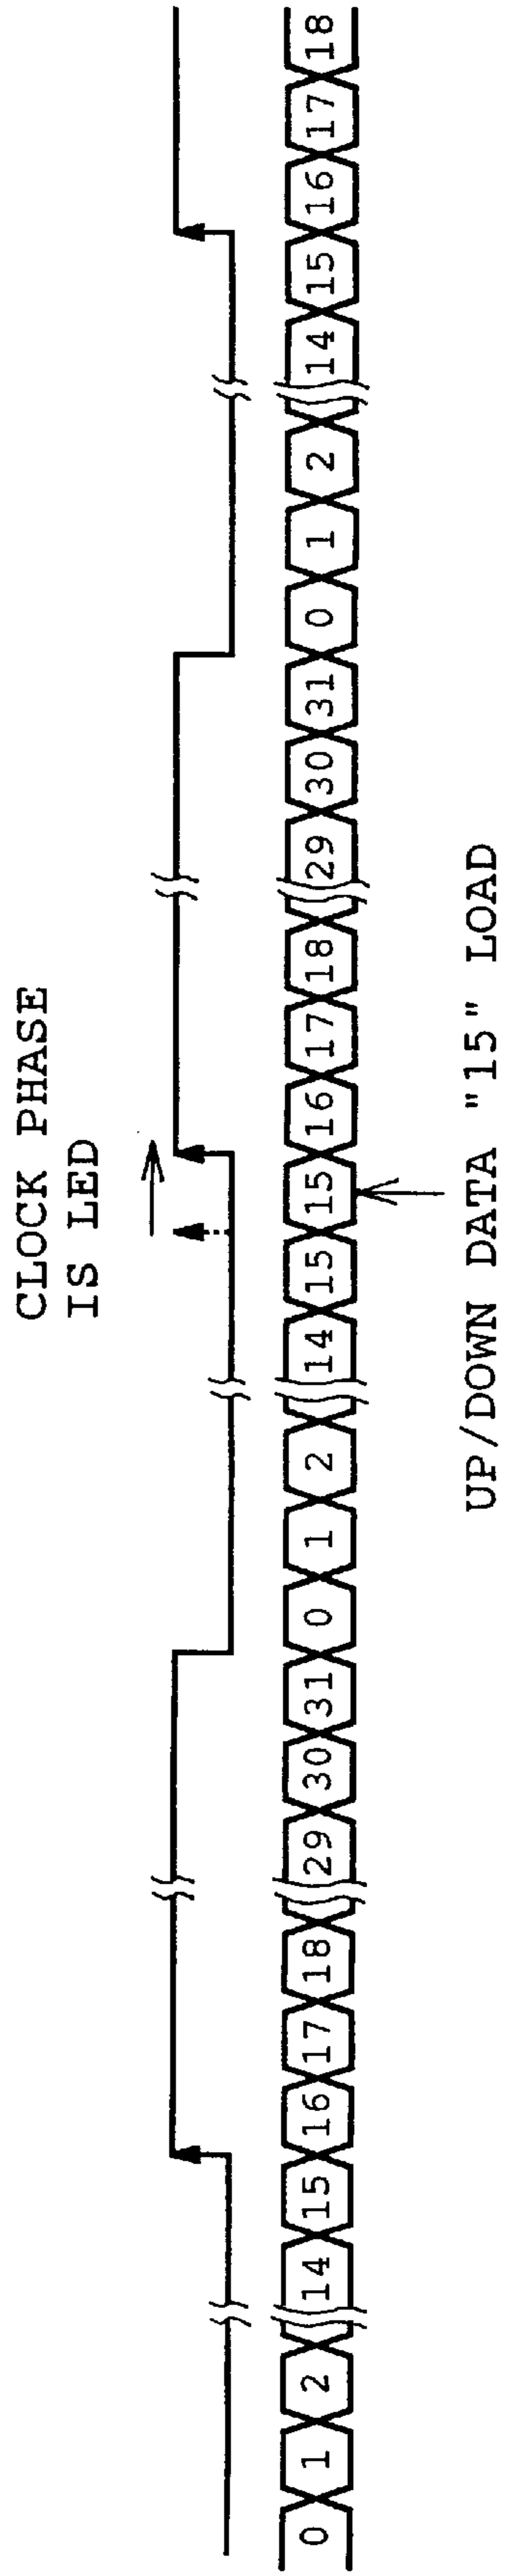 CLOCK PHASE
IS LED
0 1 2 14 15 16 17 18 29 30 31 0 1 2 14 15 15 16 17 18 29 30 31 0 1 2 14 15 16 17 18
UP/DOWN DATA "15" LOAD